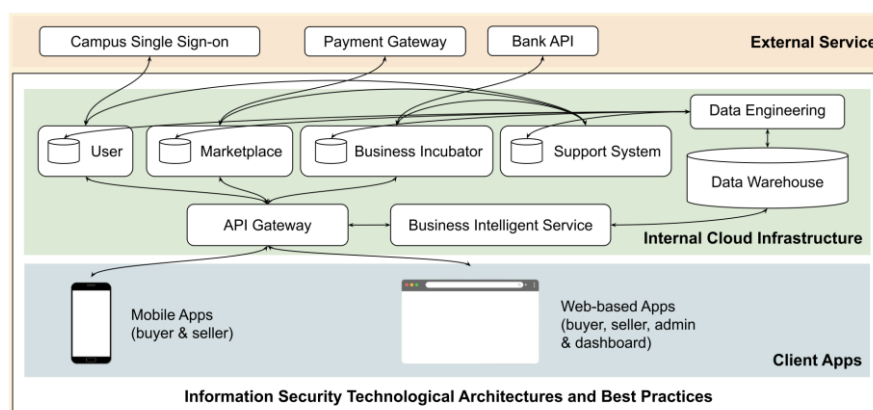 Campus Single Sign-on
Payment Gateway
Bank API
External Service
Data Engineering
User
Marketplace
Business Incubator
Support System
Data Warehouse
API Gateway
Business Intelligent Service
Internal Cloud Infrastructure
Mobile Apps
(buyer & seller)
Web-based Apps
(buyer, seller, admin
& dashboard)
Client Apps
Information Security Technological Architectures and Best Practices